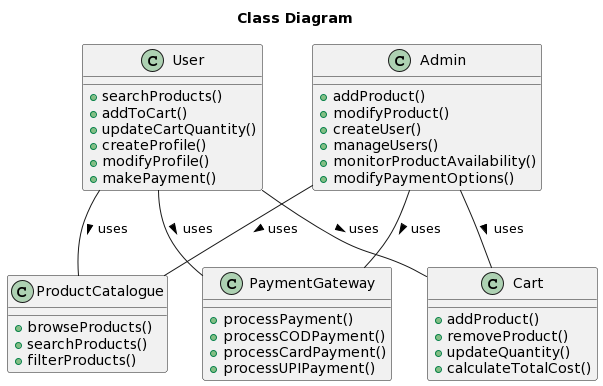 Class Diagram
C User
searchProducts()
addToCart()
updateCartQuantity()
createProfile()
modifyProfile()
makePayment()
C Admin
addProduct()
modifyProduct()
createUser()
manageUsers()
monitorProductAvailability()
modifyPaymentOptions()
uses
uses
uses
uses
uses
uses
C ProductCatalogue
browseProducts()
searchProducts()
filterProducts()
C PaymentGateway
processPayment()
processCODPayment()
processCardPayment()
processUPIPayment()
C Cart
addProduct()
removeProduct()
updateQuantity()
calculateTotalCost()